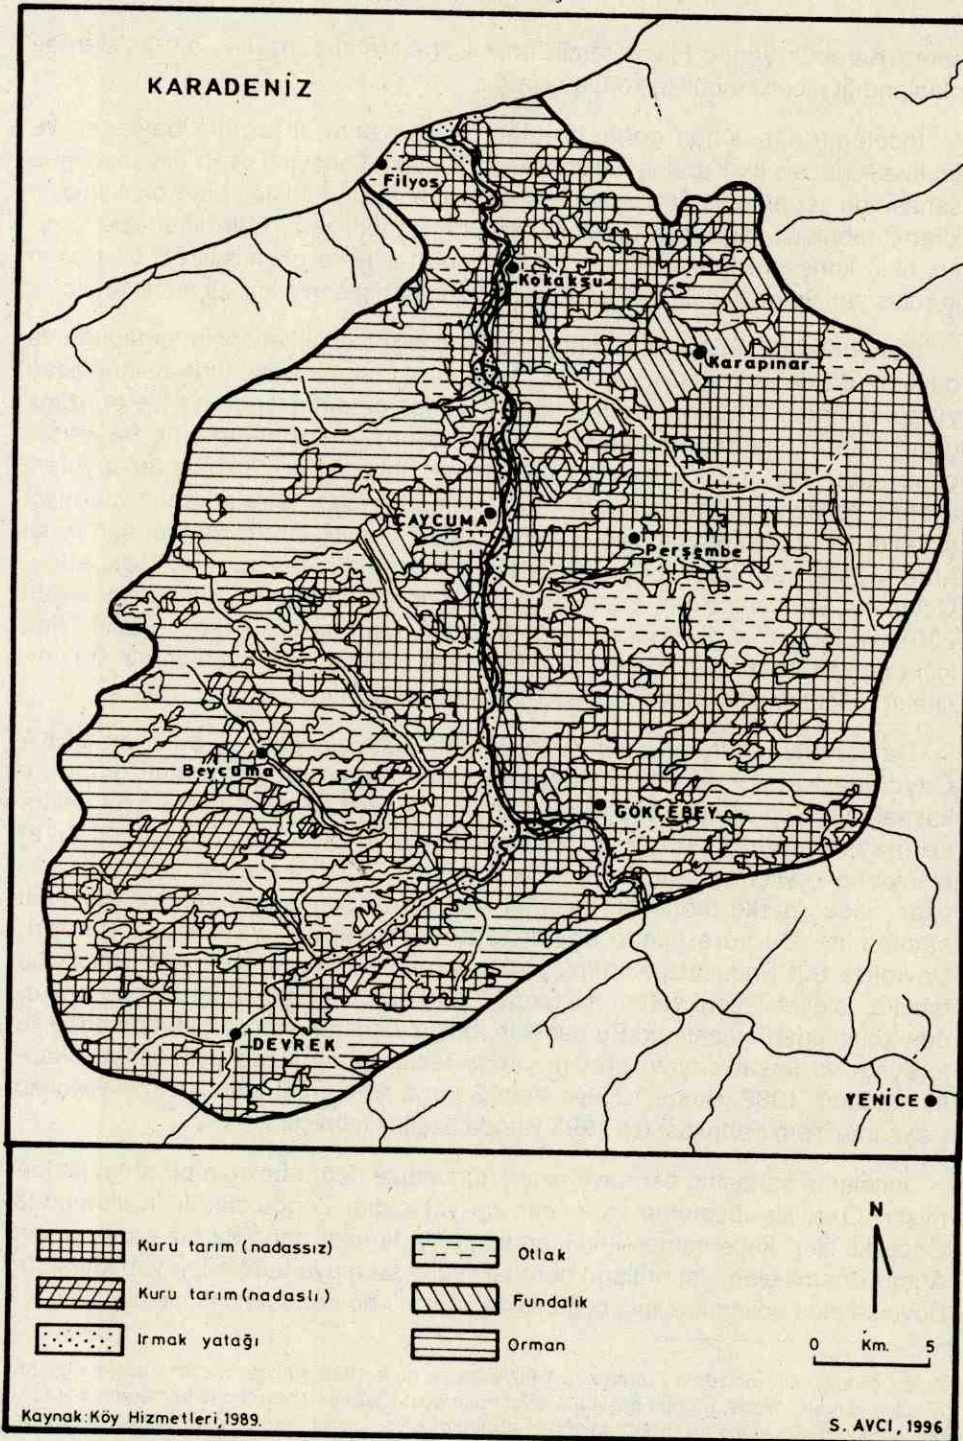 KARADENİZ
Filyos
Kokaksu
Karapınar
ÇAYCUMA
Perşembe
Beycuma
GÖKÇEBEY
DEVREK
YENİCE
Kuru tarım (nadassız)
Kuru tarım (nadaslı)
Irmak yatağı
Otlak
Fundalık
Orman
N
0 Km. 5
Kaynak: Köy Hizmetleri, 1989.
S. AVCI, 1996